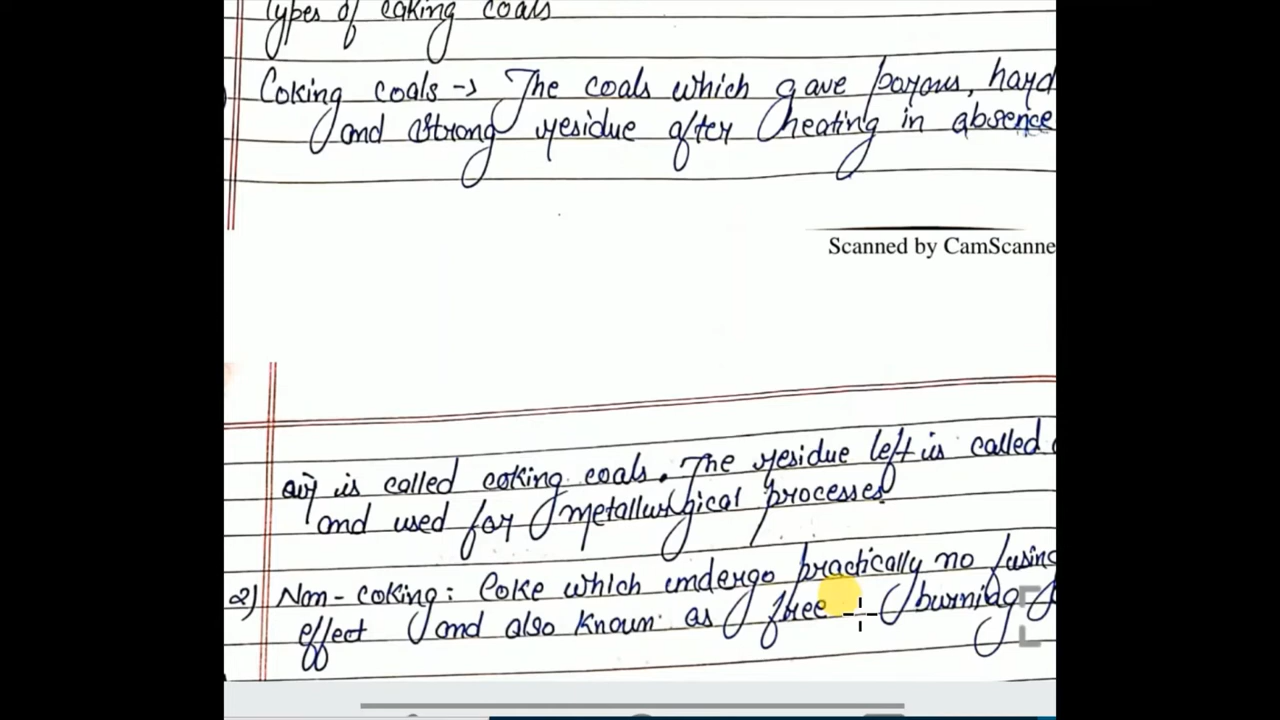 Types of caking coals
Coking coals → The coals which gave porous, hard
and strong residue after heating in absence
Scanned by CamScanne
air is called coking coals. The residue left is called
and used for metallurgical processes
2) Non-coking: Coke which undergo practically no fusing
effect and also known as free burning